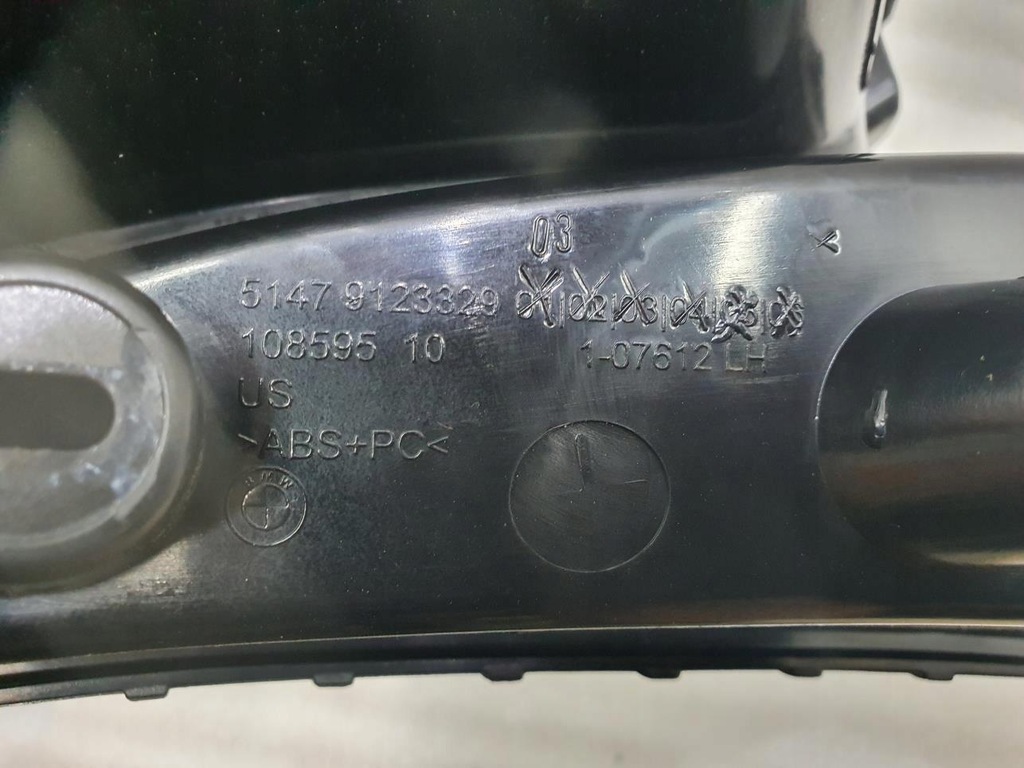 03
5147 9123329 01|02|03|04|05|06
108595 10 1-07612 LH
US
>ABS+PC<
BMW